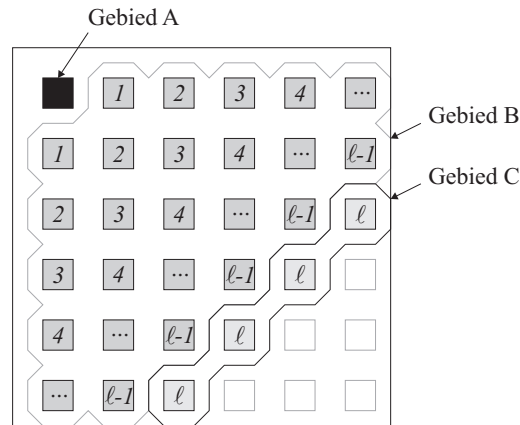 Gebied A
1 2 3 4 ...
Gebied B
1 2 3 4 ... ℓ-1
Gebied C
2 3 4 ... ℓ-1 ℓ
3 4 ... ℓ-1 ℓ
4 ... ℓ-1 ℓ
... ℓ-1 ℓ